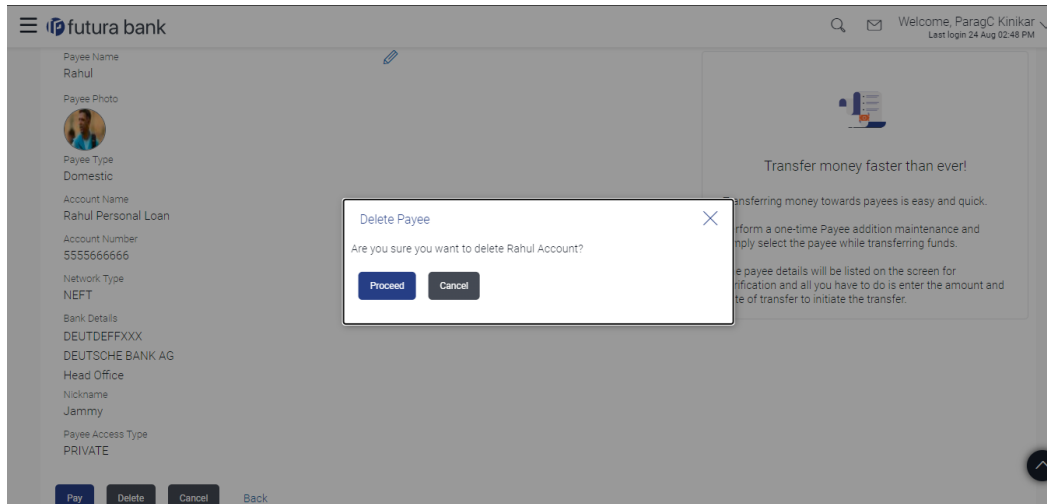 futura bank
Welcome, ParagC Kinikar
Last login 24 Aug 02:48 PM
Payee Name
Rahul
Payee Photo
Payee Type
Domestic
Account Name
Rahul Personal Loan
Account Number
5555666666
Network Type
NEFT
Bank Details
DEUTDEFFXXX
DEUTSCHE BANK AG
Head Office
Nickname
Jammy
Payee Access Type
PRIVATE
Pay Delete Cancel Back
Delete Payee
Are you sure you want to delete Rahul Account?
Proceed Cancel
Transfer money faster than ever!
ansferring money towards payees is easy and quick.
rform a one-time Payee addition maintenance and
mply select the payee while transferring funds.
e payee details will be listed on the screen for
rification and all you have to do is enter the amount and
te of transfer to initiate the transfer.